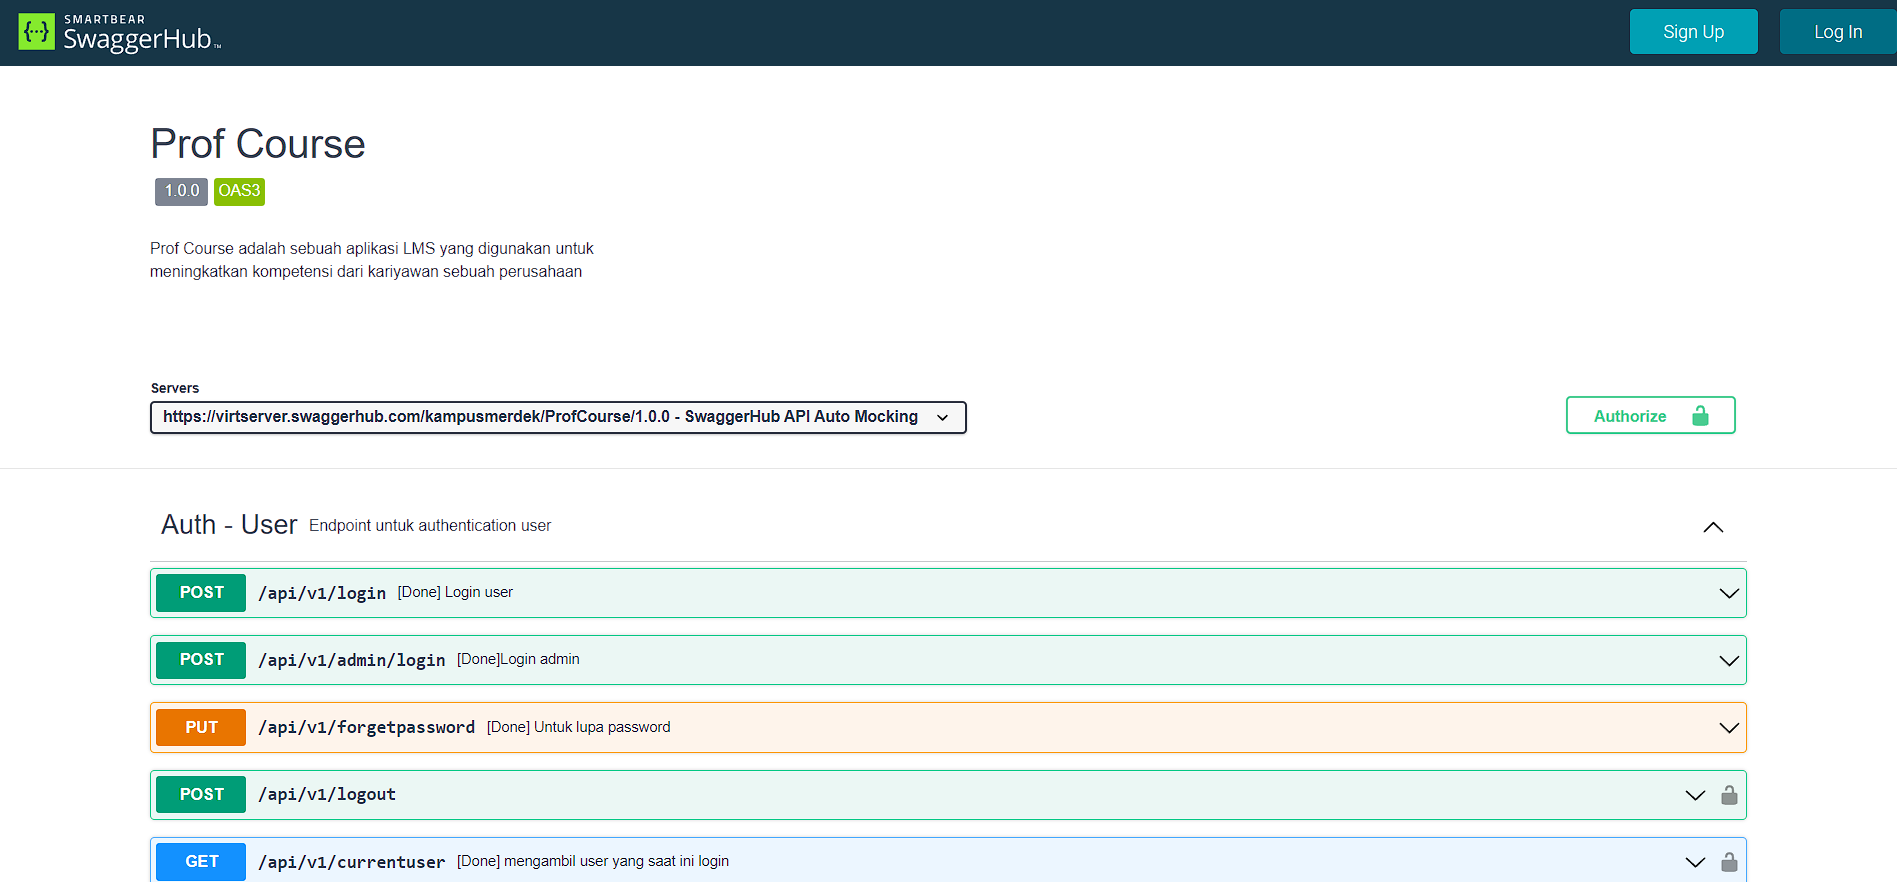 SMARTBEAR
SwaggerHub™
Sign Up
Log In
Prof Course
1.0.0
OAS3
Prof Course adalah sebuah aplikasi LMS yang digunakan untuk
meningkatkan kompetensi dari kariyawan sebuah perusahaan
Servers
https://virtserver.swaggerhub.com/kampusmerdek/ProfCourse/1.0.0 - SwaggerHub API Auto Mocking
Authorize
Auth - User Endpoint untuk authentication user
POST /api/v1/login [Done] Login user
POST /api/v1/admin/login [Done]Login admin
PUT /api/v1/forgetpassword [Done] Untuk lupa password
POST /api/v1/logout
GET /api/v1/currentuser [Done] mengambil user yang saat ini login